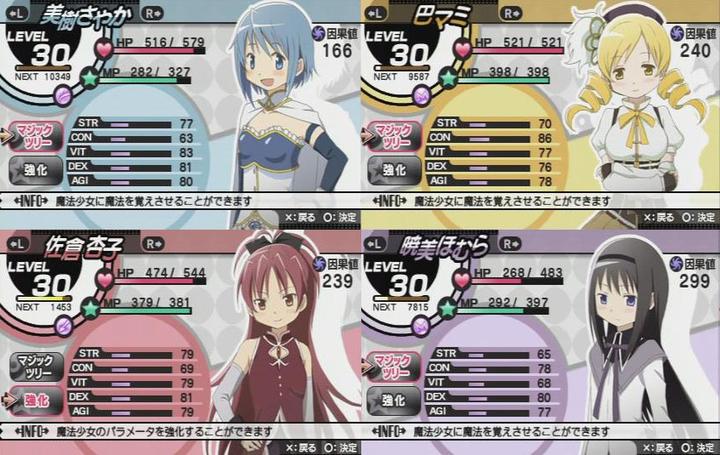 ←L 美樹さやか R→
LEVEL
30
NEXT 10349
HP 516/ 579
MP 282/ 327
因果値
166
マジック
ツリー
強化
STR 77
CON 63
VIT 83
DEX 81
AGI 80
←INFO→ 魔法少女に魔法を覚えさせることができます
×:戻る O:決定
←L 巴マミ R→
LEVEL
30
NEXT 9587
HP 521/ 521
MP 398/ 398
因果値
240
マジック
ツリー
強化
STR 70
CON 86
VIT 77
DEX 76
AGI 78
←INFO→ 魔法少女に魔法を覚えさせることができます
×:戻る O:決定
←L 佐倉杏子 R→
LEVEL
30
NEXT 1453
HP 474/ 544
MP 379/ 381
因果値
239
マジック
ツリー
強化
STR 79
CON 69
VIT 79
DEX 81
AGI 79
←INFO→ 魔法少女のパラメータを強化することができます
×:戻る O:決定
←L 暁美ほむら R→
LEVEL
30
NEXT 7815
HP 268/ 483
MP 292/ 397
因果値
299
マジック
ツリー
強化
STR 65
CON 78
VIT 68
DEX 80
AGI 77
←INFO→ 魔法少女に魔法を覚えさせることができます
×:戻る O:決定